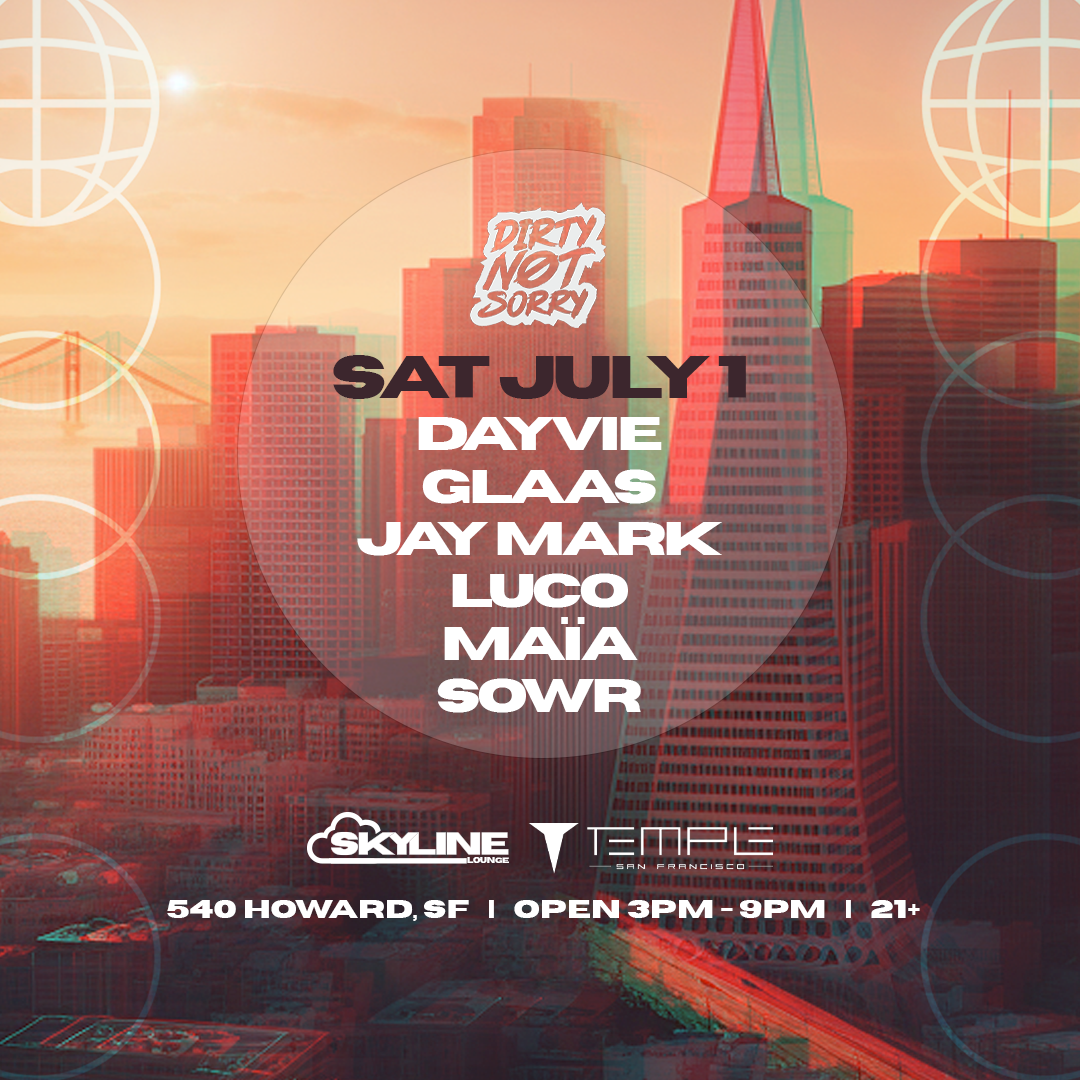 DIRTY
NØT
SORRY
SAT JULY 1
DAYVIE
GLAAS
JAY MARK
LUCO
MAÏA
SOWR
SKYLINE
LOUNGE
TEMPLE
SAN FRANCISCO
540 HOWARD, SF | OPEN 3PM - 9PM | 21+